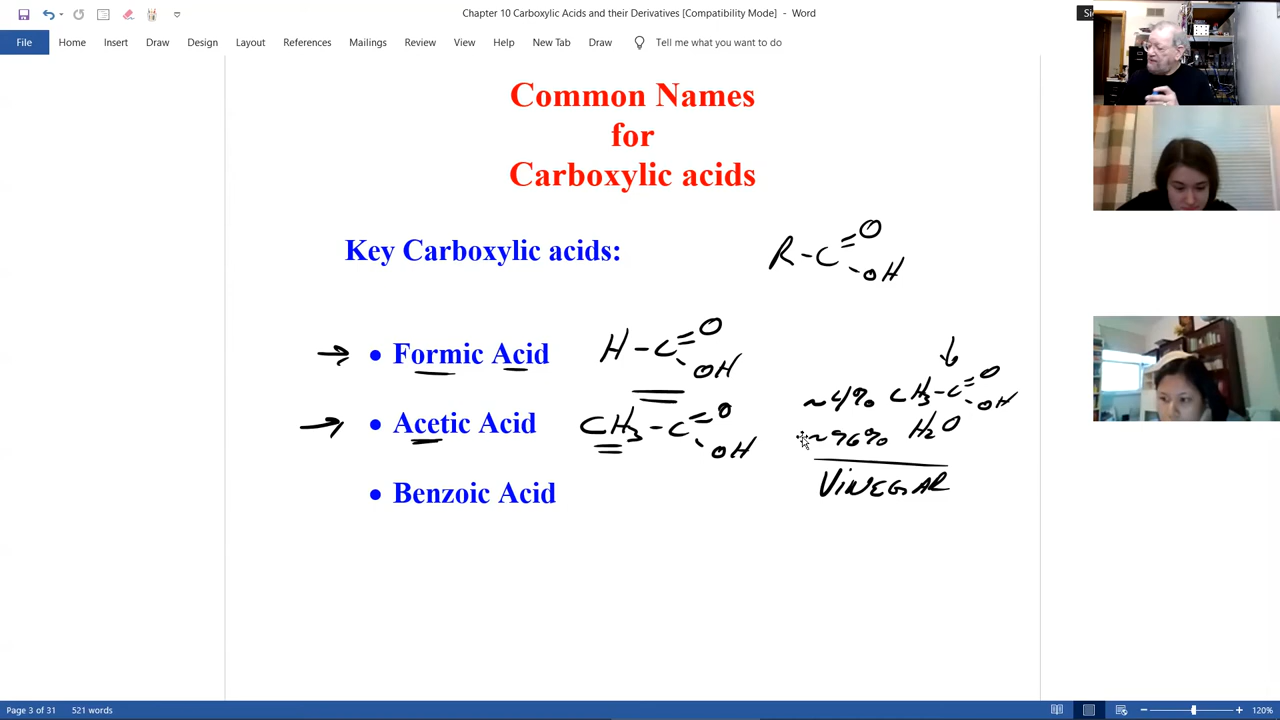 Chapter 10 Carboxylic Acids and their Derivatives [Compatibility Mode] - Word
File Home Insert Draw Design Layout References Mailings Review View Help New Tab Draw Tell me what you want to do
Common Names
for
Carboxylic acids
Key Carboxylic acids:
R-C=O
-OH
• Formic Acid
H-C=O
-OH
• Acetic Acid
CH3-C=O
-OH
~4% CH3-C=O
-OH
~96% H2O
VINEGAR
• Benzoic Acid
Page 3 of 31 521 words 120%